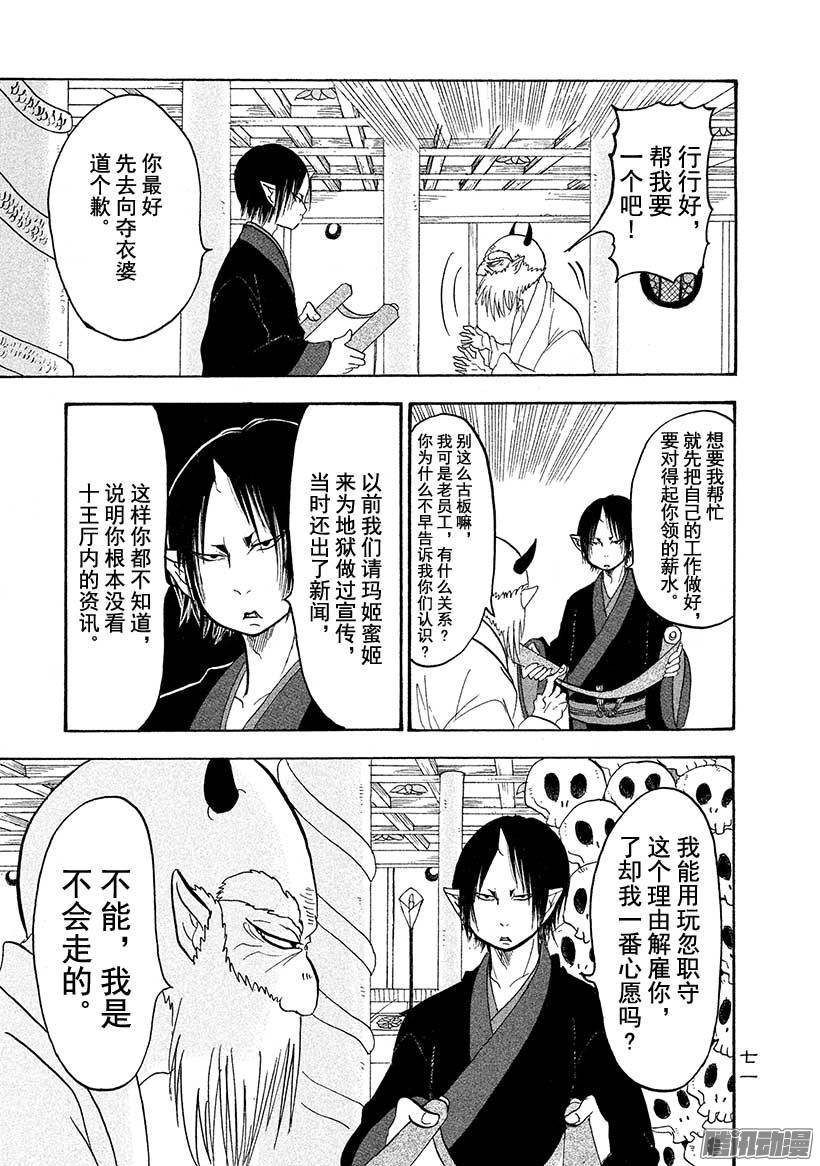 行行好，
帮我要
一个吧！
你最好
先去向夺衣婆
道个歉。
想要我帮忙
就先把自己的工作做好，
要对得起你领的薪水。
别这么古板嘛，
我可是老员工，有什么关系？
你为什么不早告诉我你们认识？
以前我们请玛姬蜜姬
来为地狱做过宣传，
当时还出了新闻，
这样你都不知道，
说明你根本没看
十王厅内的资讯。
我能用玩忽职守
这个理由解雇你，
了却我一番心愿吗？
不能，我是
不会走的。
七一
腾讯动漫